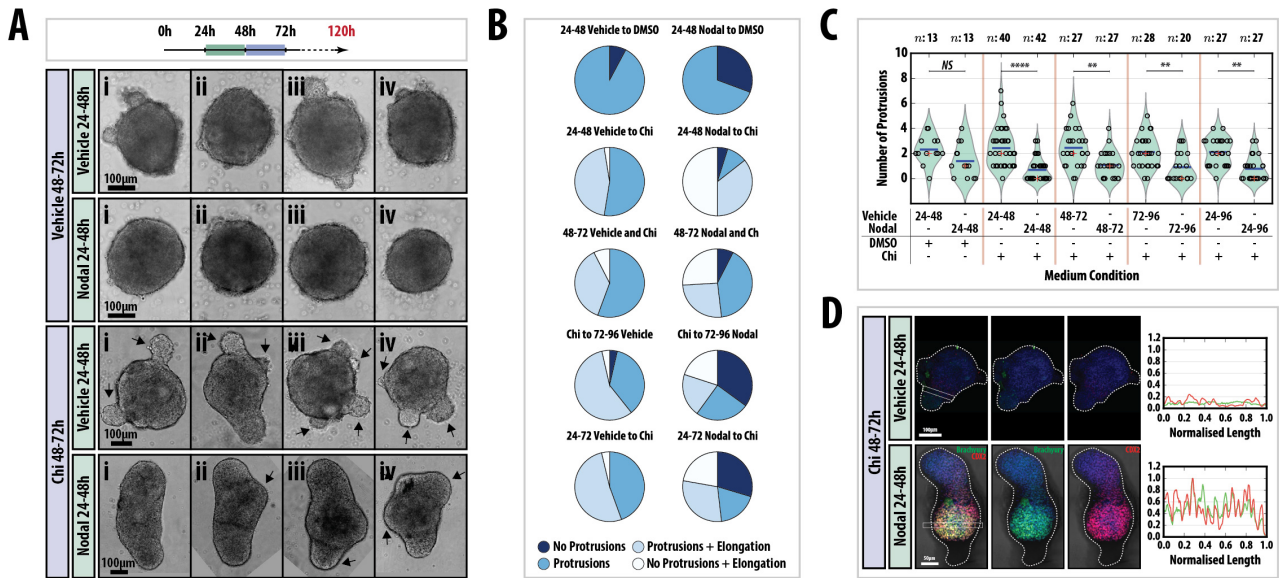 A
0h 24h 48h 72h 120h
Vehicle 48-72h
Vehicle 24-48h
i ii iii iv
100µm
Nodal 24-48h
i ii iii iv
100µm
Chi 48-72h
Vehicle 24-48h
i ii iii iv
100µm
Nodal 24-48h
i ii iii iv
100µm
B
24-48 Vehicle to DMSO 24-48 Nodal to DMSO
24-48 Vehicle to Chi 24-48 Nodal to Chi
48-72 Vehicle and Chi 48-72 Nodal and Ch
Chi to 72-96 Vehicle Chi to 72-96 Nodal
24-72 Vehicle to Chi 24-72 Nodal to Chi
No Protrusions Protrusions + Elongation
Protrusions No Protrusions + Elongation
C
n: 13 n: 13 n: 40 n: 42 n: 27 n: 27 n: 28 n: 20 n: 27 n: 27
NS **** ** ** **
10
8
6
4
2
0
Number of Protrusions
Vehicle 24-48 - 24-48 - 48-72 - 72-96 - 24-96 -
Nodal - 24-48 - 24-48 - 48-72 - 72-96 - 24-96
DMSO + + - - - - - - - -
Chi - - + + + + + + + +
Medium Condition
D
Chi 48-72h
Vehicle 24-48h
100µm
1.2
1.0
0.8
0.6
0.4
0.2
0.0
0.0 0.2 0.4 0.6 0.8 1.0
Normalised Length
Nodal 24-48h
Brachyury
CDX2
Brachyury
CDX2
50µm
1.2
1.0
0.8
0.6
0.4
0.2
0.0
0.0 0.2 0.4 0.6 0.8 1.0
Normalised Length